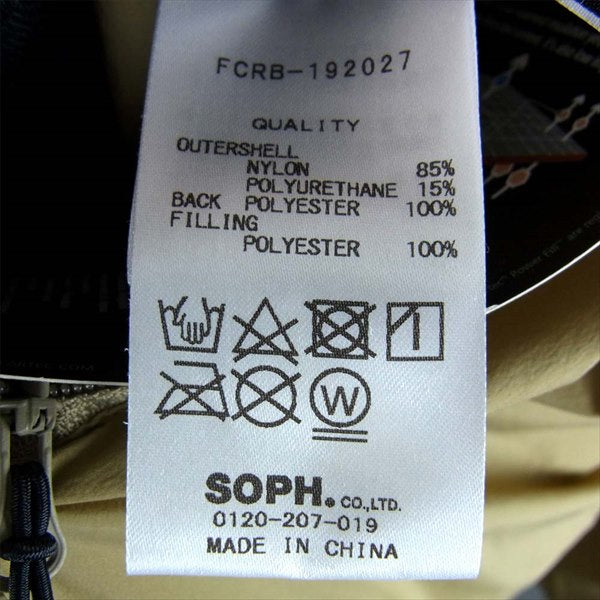 FCRB-192027
QUALITY
OUTERSHELL
NYLON 85%
POLYURETHANE 15%
BACK POLYESTER 100%
FILLING
POLYESTER 100%
W
SOPH. CO.,LTD.
0120-207-019
MADE IN CHINA